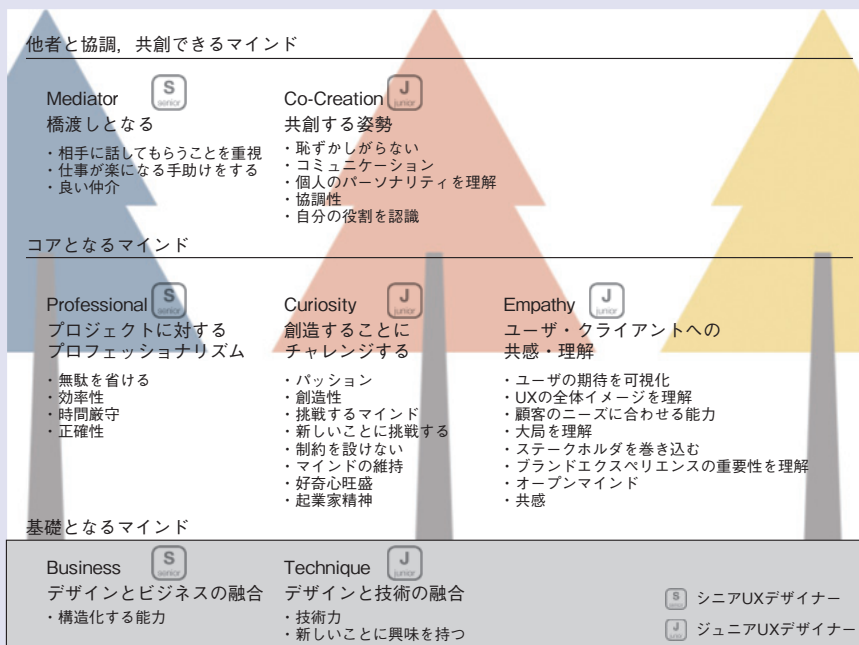 他者と協調，共創できるマインド
Mediator
S
senior
橋渡しとなる
・相手に話してもらうことを重視
・仕事が楽になる手助けをする
・良い仲介
Co-Creation
J
junior
共創する姿勢
・恥ずかしがらない
・コミュニケーション
・個人のパーソナリティを理解
・協調性
・自分の役割を認識
コアとなるマインド
Professional
S
senior
プロジェクトに対する
プロフェッショナリズム
・無駄を省ける
・効率性
・時間厳守
・正確性
Curiosity
J
junior
創造することに
チャレンジする
・パッション
・創造性
・挑戦するマインド
・新しいことに挑戦する
・制約を設けない
・マインドの維持
・好奇心旺盛
・起業家精神
Empathy
J
junior
ユーザ・クライアントへの
共感・理解
・ユーザの期待を可視化
・UXの全体イメージを理解
・顧客のニーズに合わせる能力
・大局を理解
・ステークホルダを巻き込む
・ブランドエクスペリエンスの重要性を理解
・オープンマインド
・共感
基礎となるマインド
Business
S
senior
デザインとビジネスの融合
・構造化する能力
Technique
J
junior
デザインと技術の融合
・技術力
・新しいことに興味を持つ
S
senior
シニアUXデザイナー
J
junior
ジュニアUXデザイナー